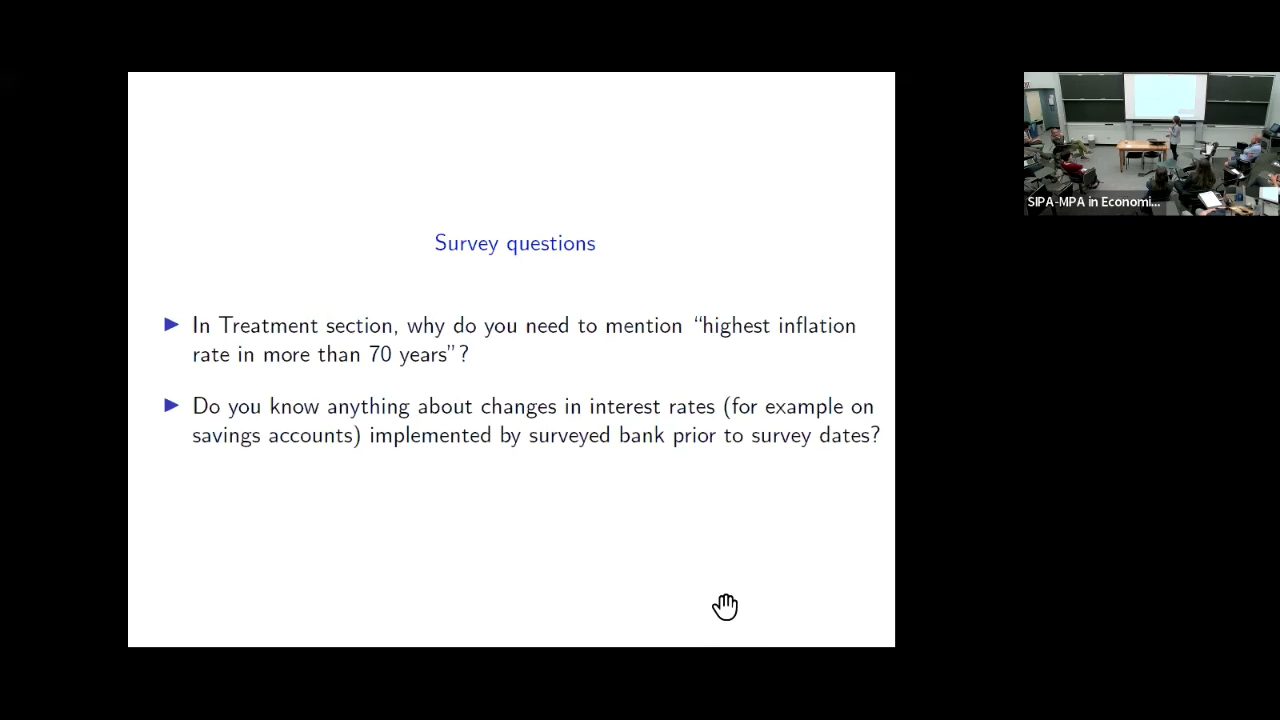 Survey questions
In Treatment section, why do you need to mention “highest inflation
rate in more than 70 years”?
Do you know anything about changes in interest rates (for example on
savings accounts) implemented by surveyed bank prior to survey dates?
SIPA-MPA in Economi...